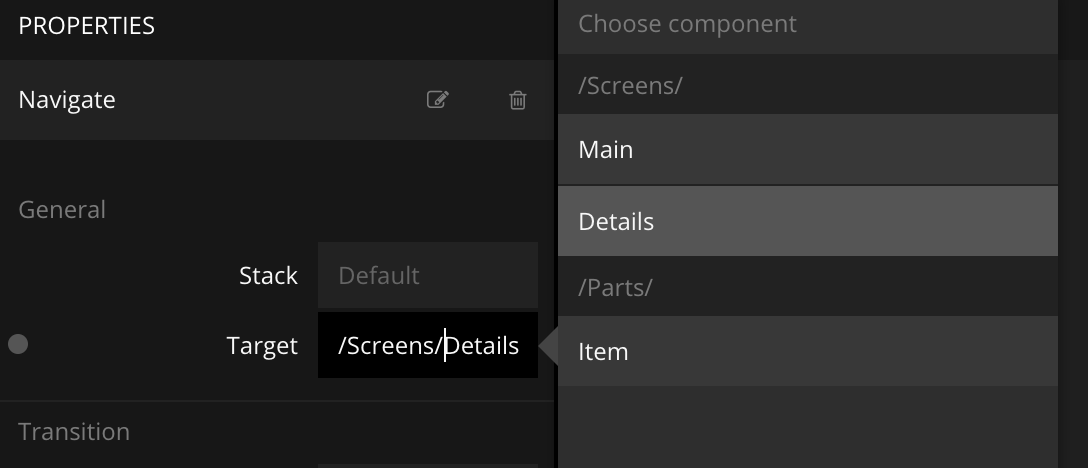 PROPERTIES
Navigate
General
Stack Default
Target /Screens/Details
Transition
Choose component
/Screens/
Main
Details
/Parts/
Item